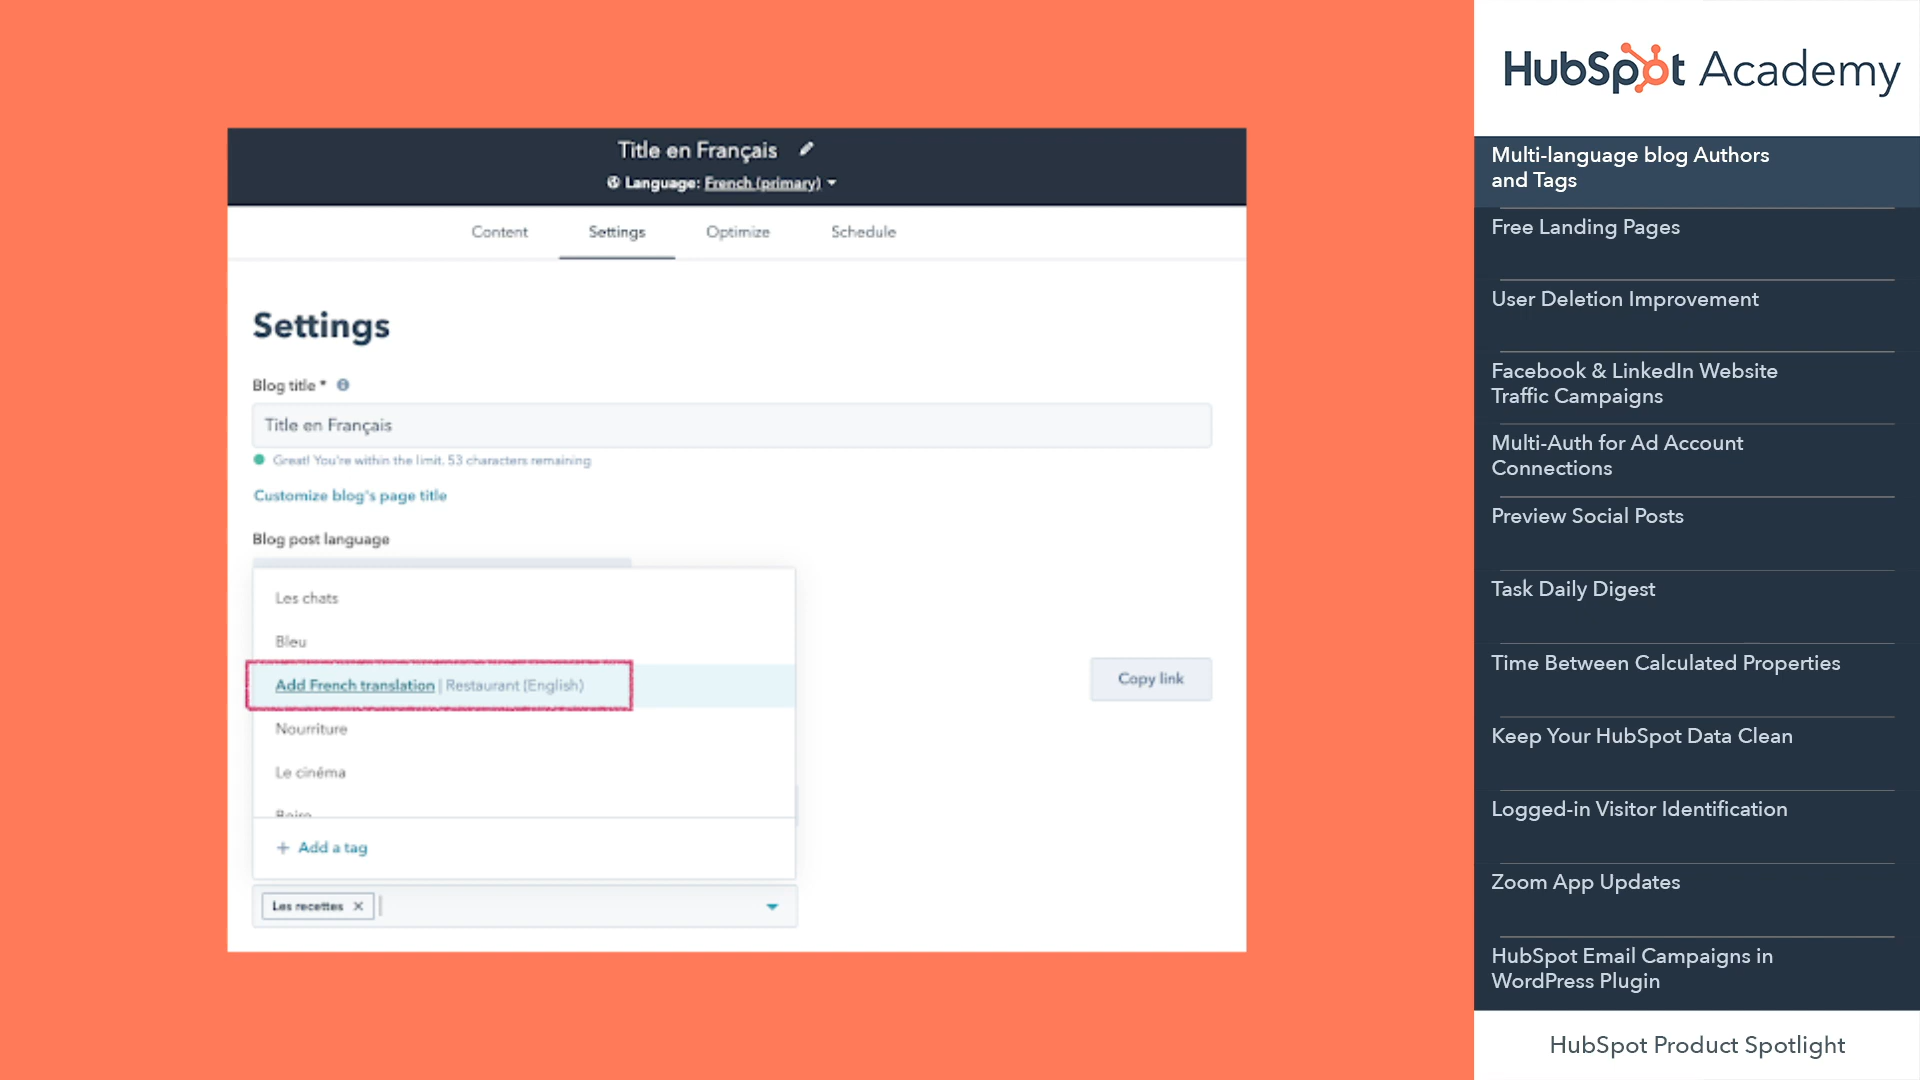 Title en Français
Language: French (primary)
Content Settings Optimize Schedule
Settings
Blog title *
Title en Français
Great! You're within the limit. 53 characters remaining
Customize blog's page title
Blog post language
Les chats
Bleu
Add French translation | Restaurant (English)
Nourriture
Le cinéma
+ Add a tag
Les recettes ×
Copy link
HubSpot Academy
Multi-language blog Authors
and Tags
Free Landing Pages
User Deletion Improvement
Facebook & LinkedIn Website
Traffic Campaigns
Multi-Auth for Ad Account
Connections
Preview Social Posts
Task Daily Digest
Time Between Calculated Properties
Keep Your HubSpot Data Clean
Logged-in Visitor Identification
Zoom App Updates
HubSpot Email Campaigns in
WordPress Plugin
HubSpot Product Spotlight